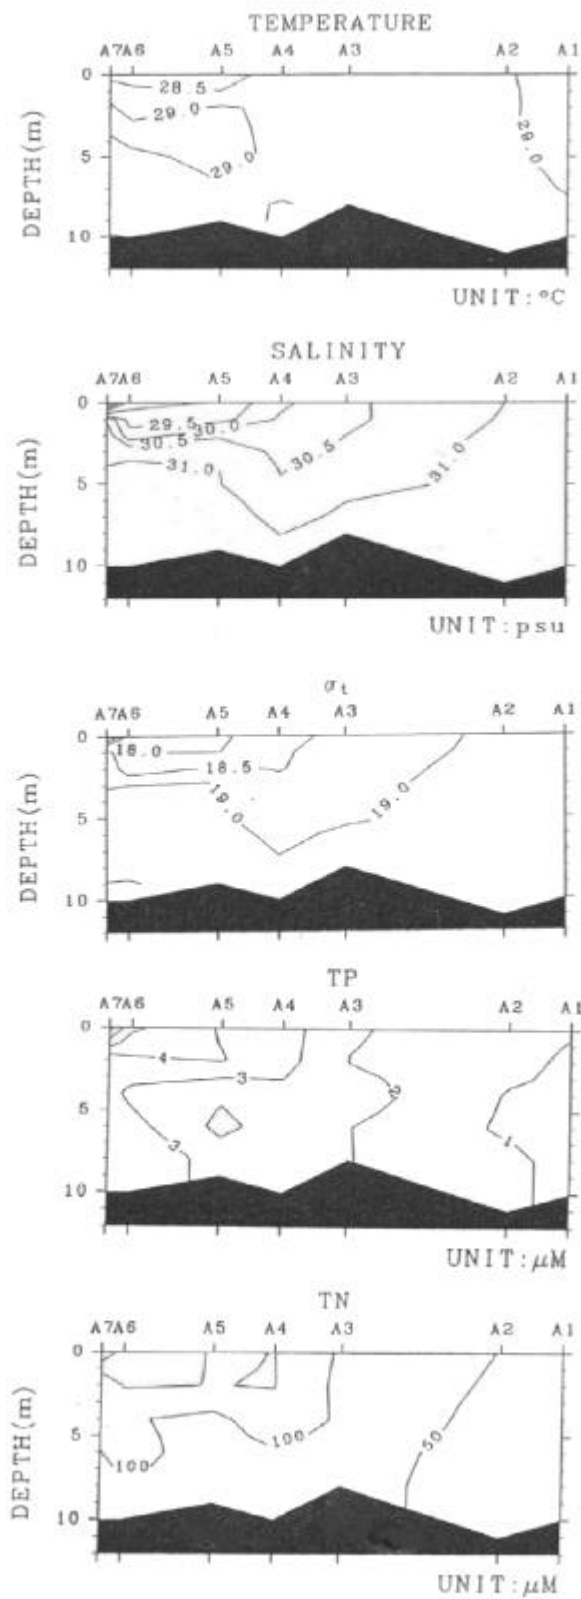 TEMPERATURE
A7A6 A5 A4 A3 A2 A1
0
28.5
29.0
29.0
29.0
5
10
DEPTH(m)
UNIT:°C
SALINITY
A7A6 A5 A4 A3 A2 A1
0
29.5 30.0
30.5
30.5
31.0
31.0
5
10
DEPTH(m)
UNIT:psu
σt
A7A6 A5 A4 A3 A2 A1
0
18.0
18.5
19.0
19.0
5
10
DEPTH(m)
TP
A7A6 A5 A4 A3 A2 A1
0
4
3
2
5
3
1
10
DEPTH(m)
UNIT:µM
TN
A7A6 A5 A4 A3 A2 A1
0
5
100
50
100
10
DEPTH(m)
UNIT:µM